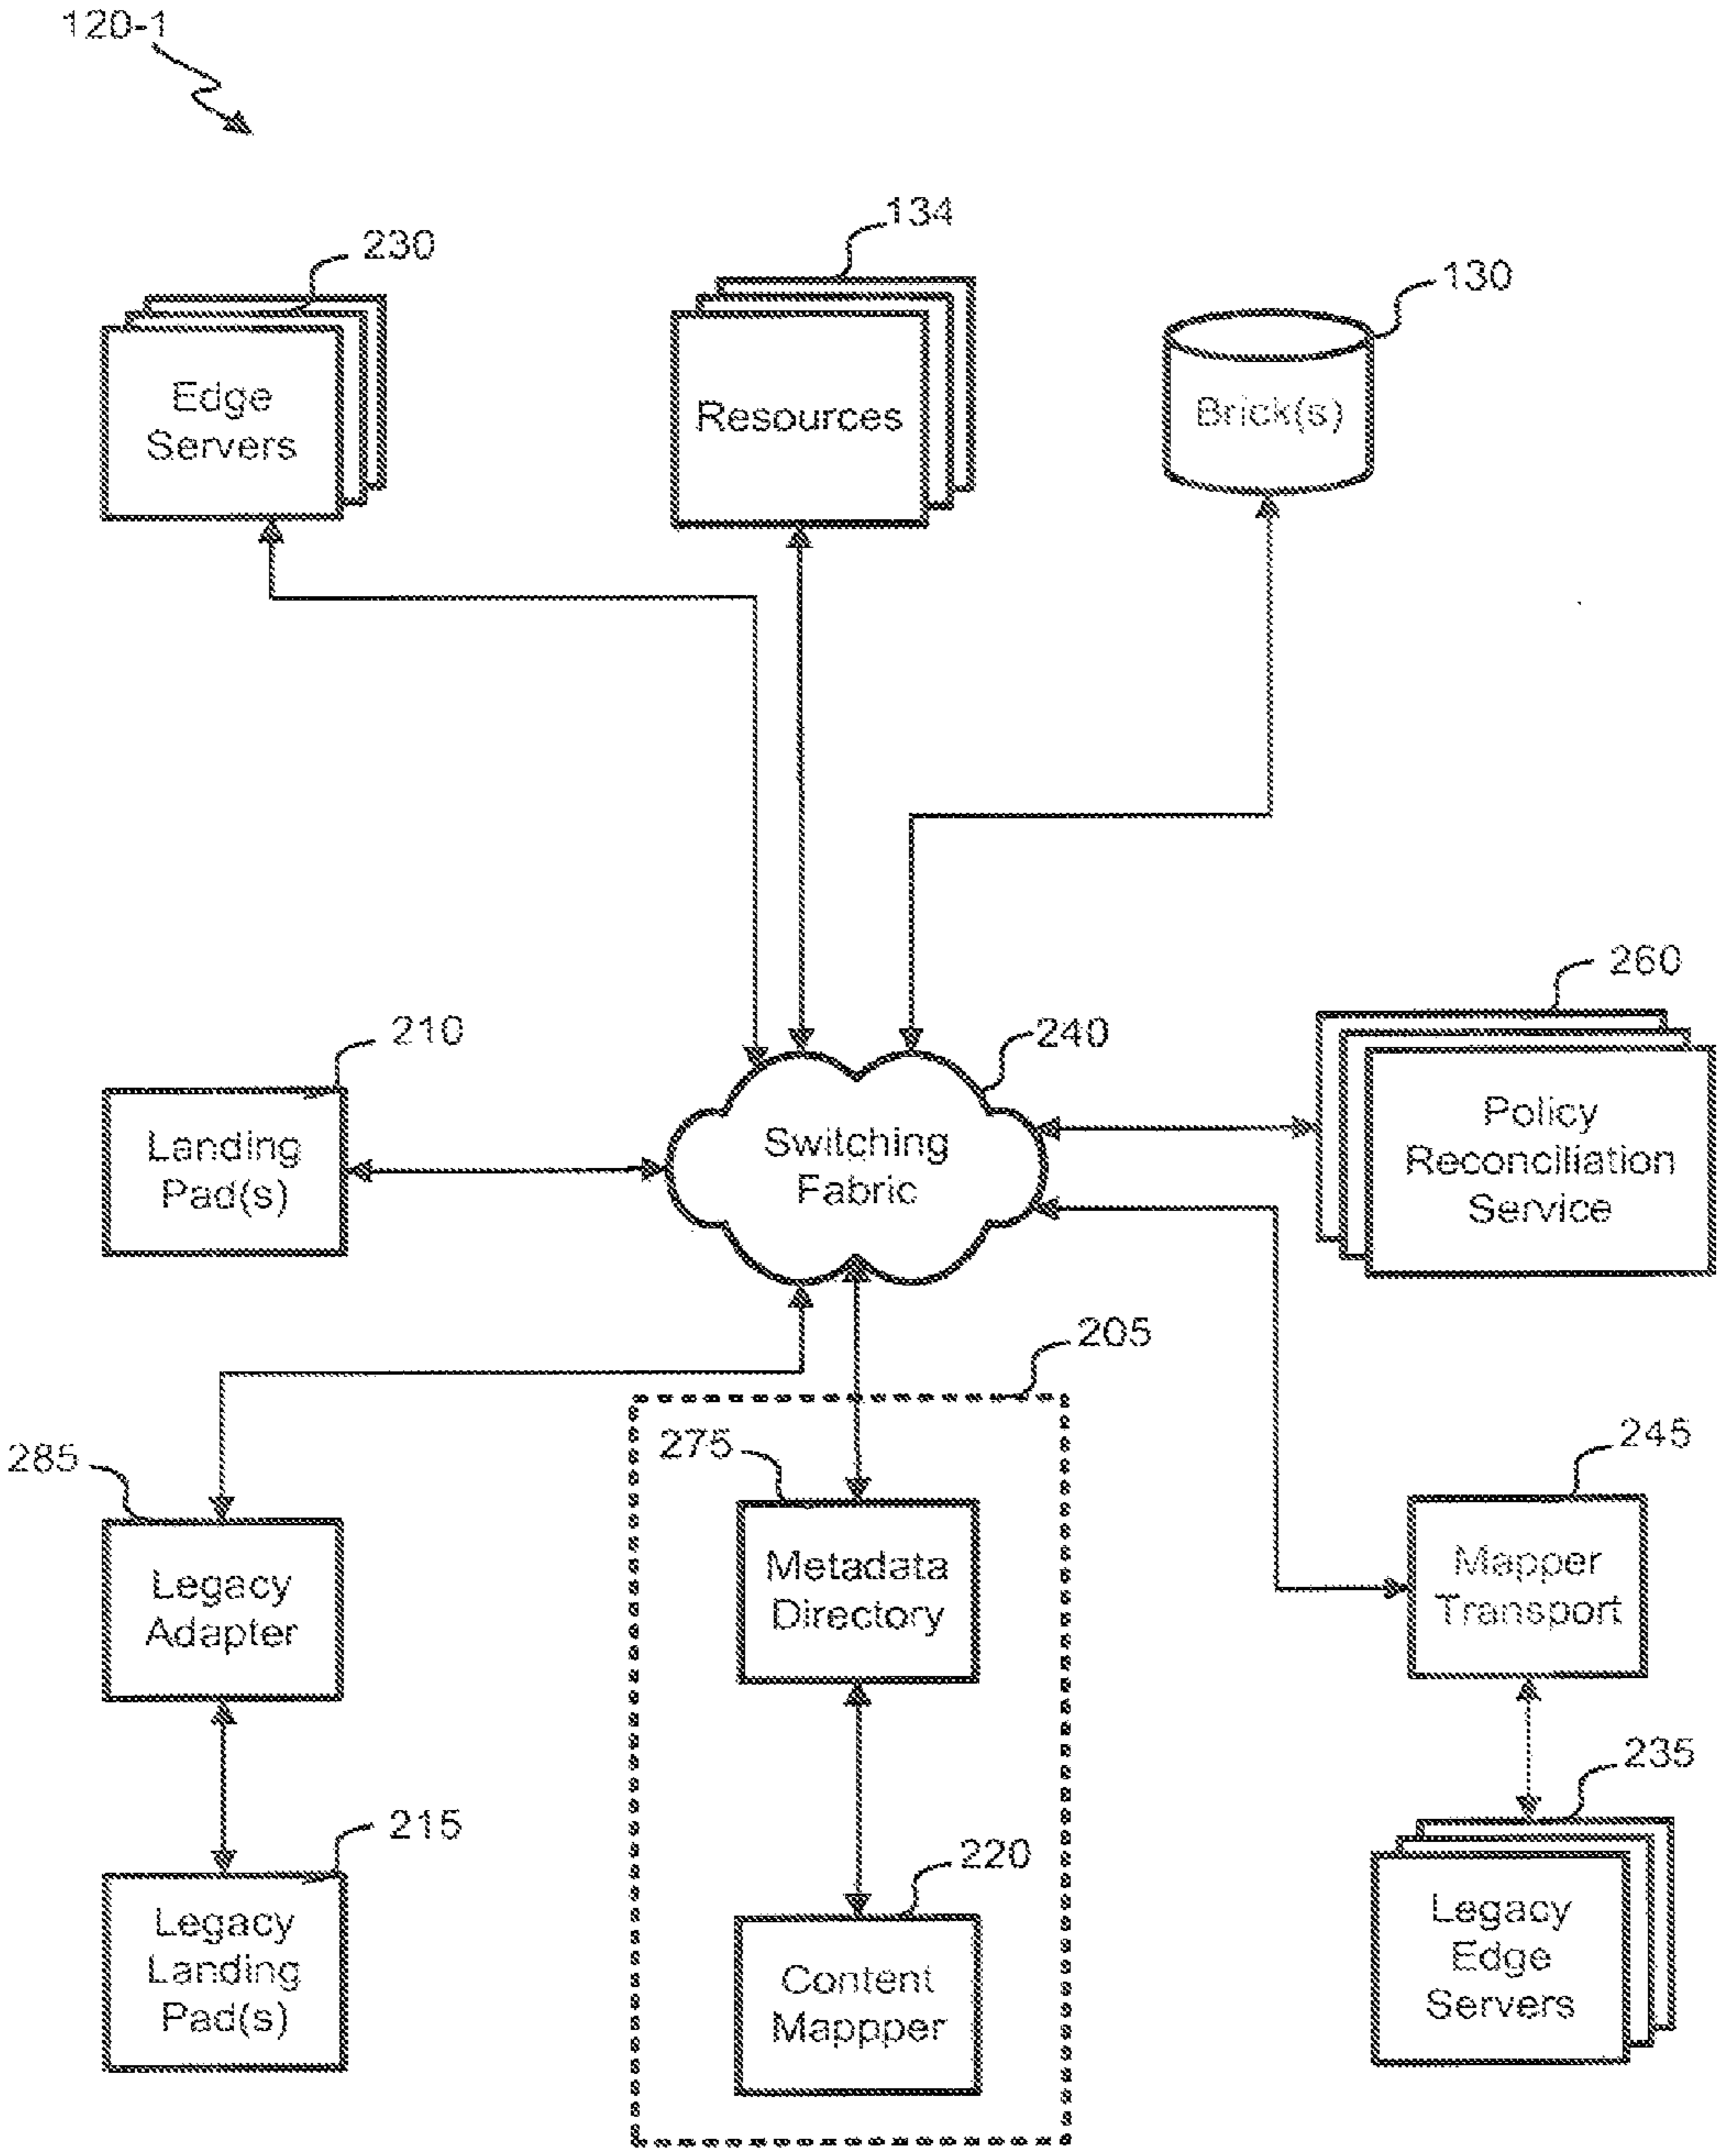 120-1
134
230
130
Edge
Servers
Resources
Brick(s)
260
210
240
Policy
Reconciliation
Service
Landing
Pad(s)
Switching
Fabric
205
285
275
245
Legacy
Adapter
Metadata
Directory
Mapper
Transport
235
215
220
Legacy
Landing
Pad(s)
Content
Mappper
Legacy
Edge
Servers